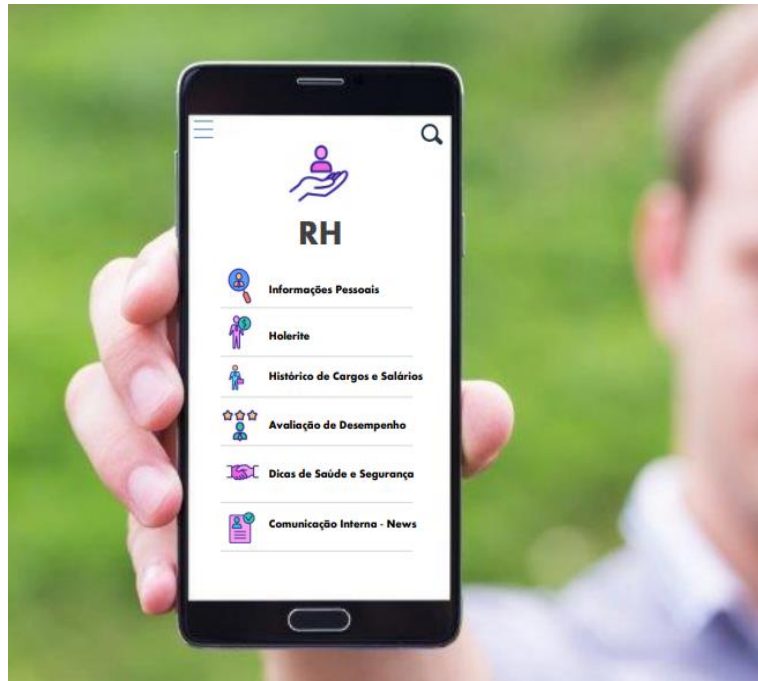 RH
Informações Pessoais
Holerite
Histórico de Cargos e Salários
Avaliação de Desempenho
Dicas de Saúde e Segurança
Comunicação Interna - News